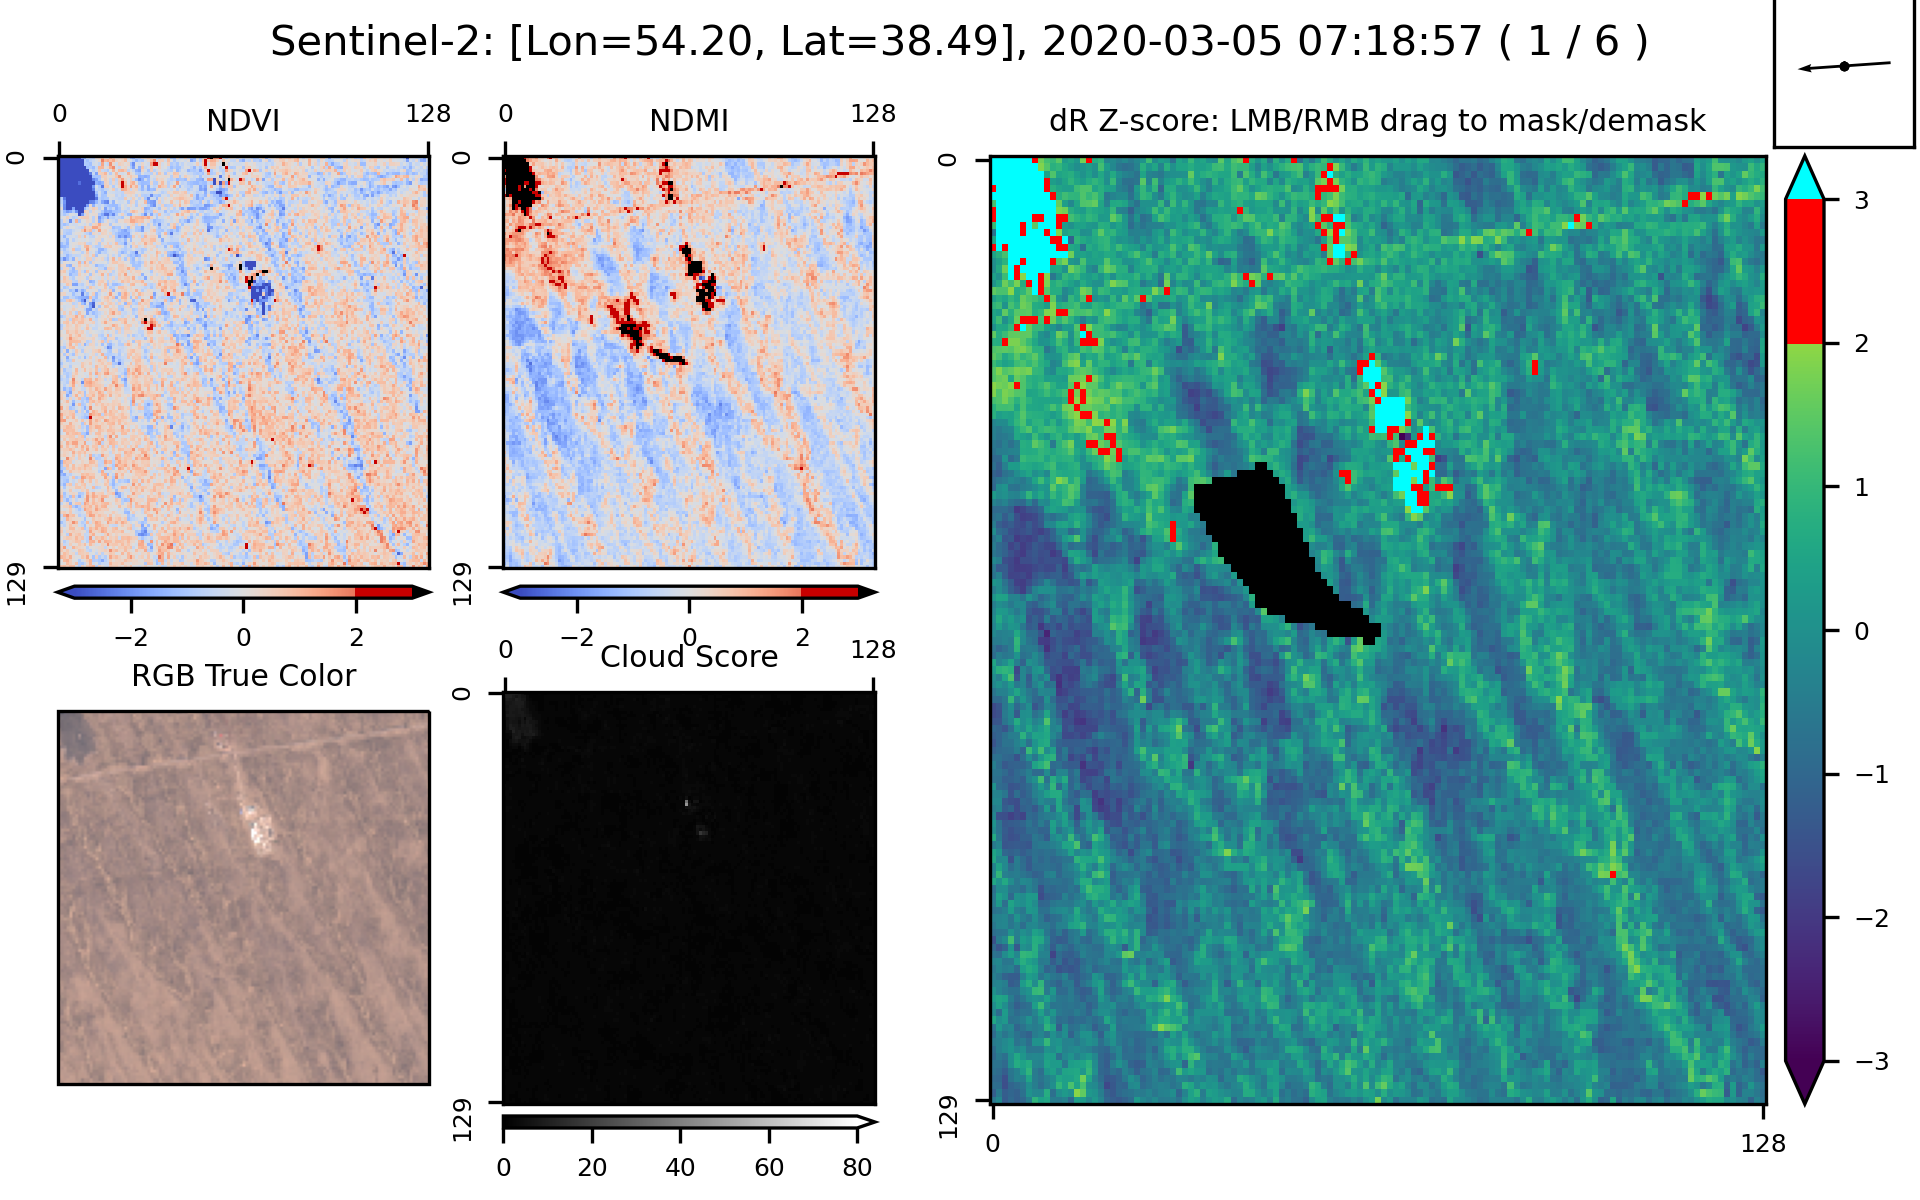 Sentinel-2: [Lon=54.20, Lat=38.49], 2020-03-05 07:18:57 ( 1 / 6 )
0 NDVI 128
0
129
−2 0 2
0 NDMI 128
0
129
−2 0 2
RGB True Color
0 Cloud Score 128
0
129
0 20 40 60 80
dR Z-score: LMB/RMB drag to mask/demask
0
129
0 128
3
2
1
0
−1
−2
−3